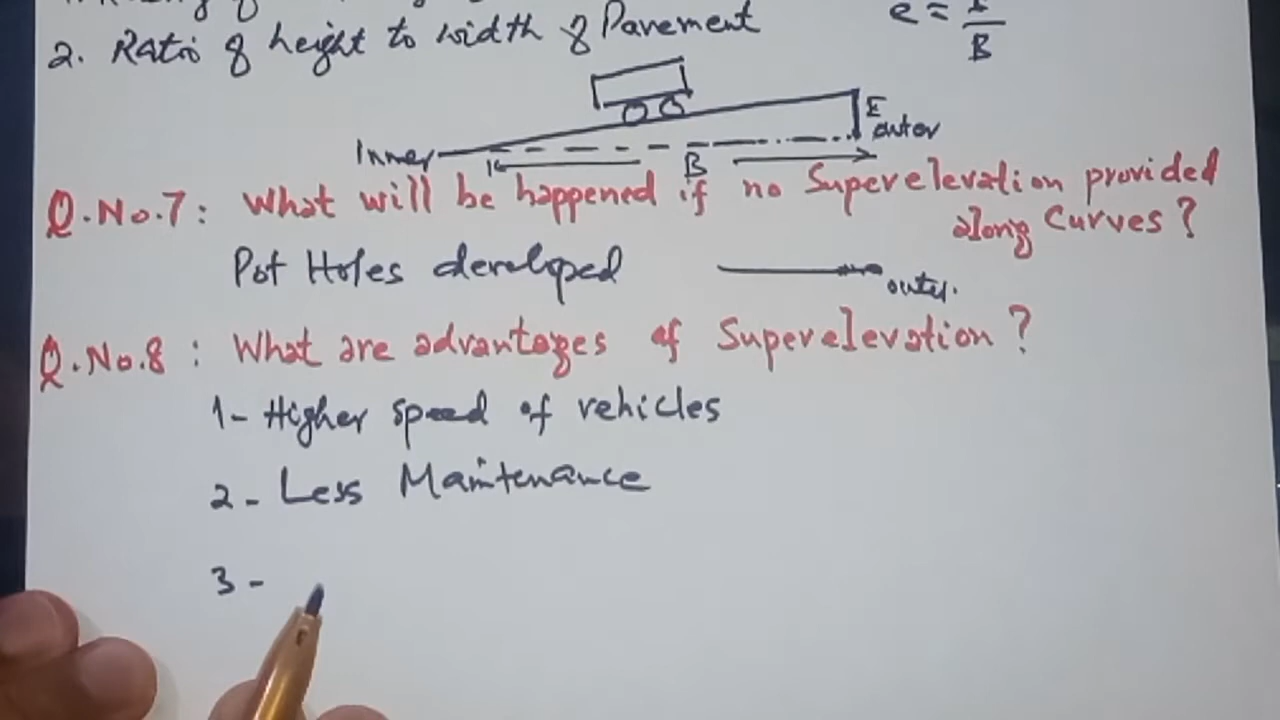 2. Ratio of height to width of Pavement
e =
B
E
Inner
outer
B
Q.No.7: What will be happened if no Superelevation provided
along Curves?
Pot Holes developed
outer.
Q.No.8: What are advantages of Superelevation?
1- Higher speed of vehicles
2- Less Maintenance
3-